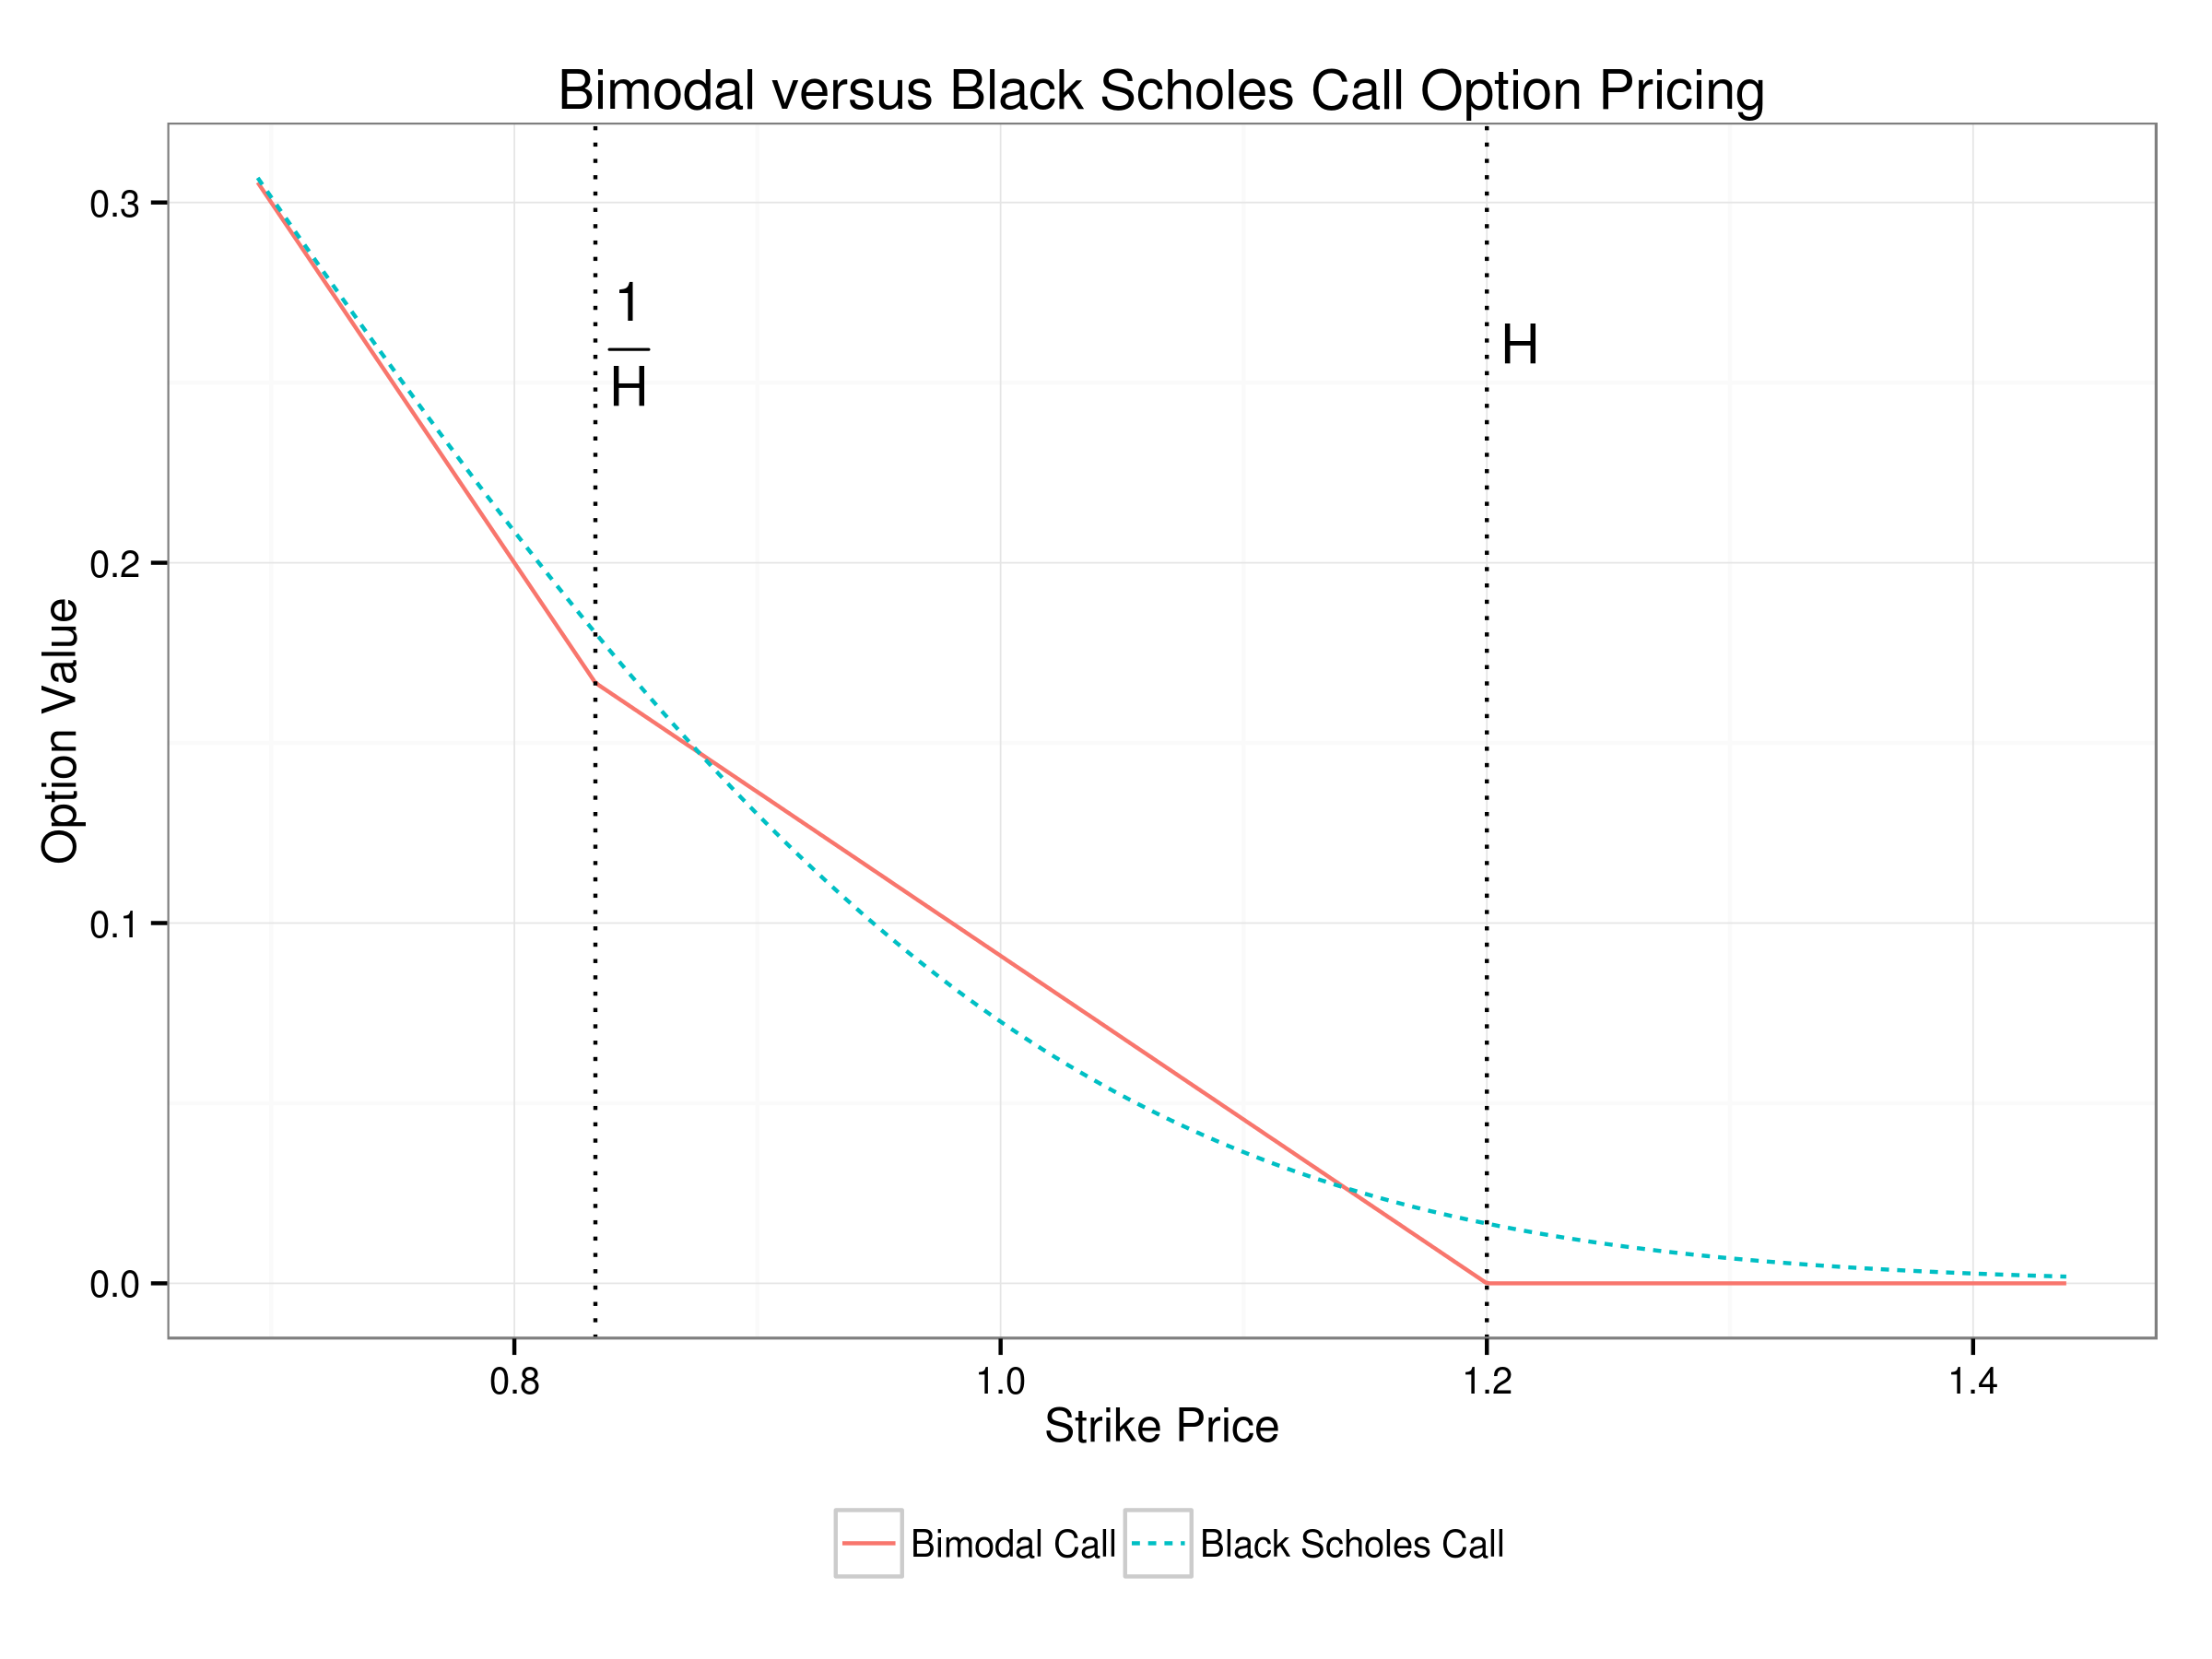 Bimodal versus Black Scholes Call Option Pricing
0.3
0.2
0.1
0.0
Option Value
1
H
H
0.8 1.0 1.2 1.4
Strike Price
Bimodal Call Black Scholes Call